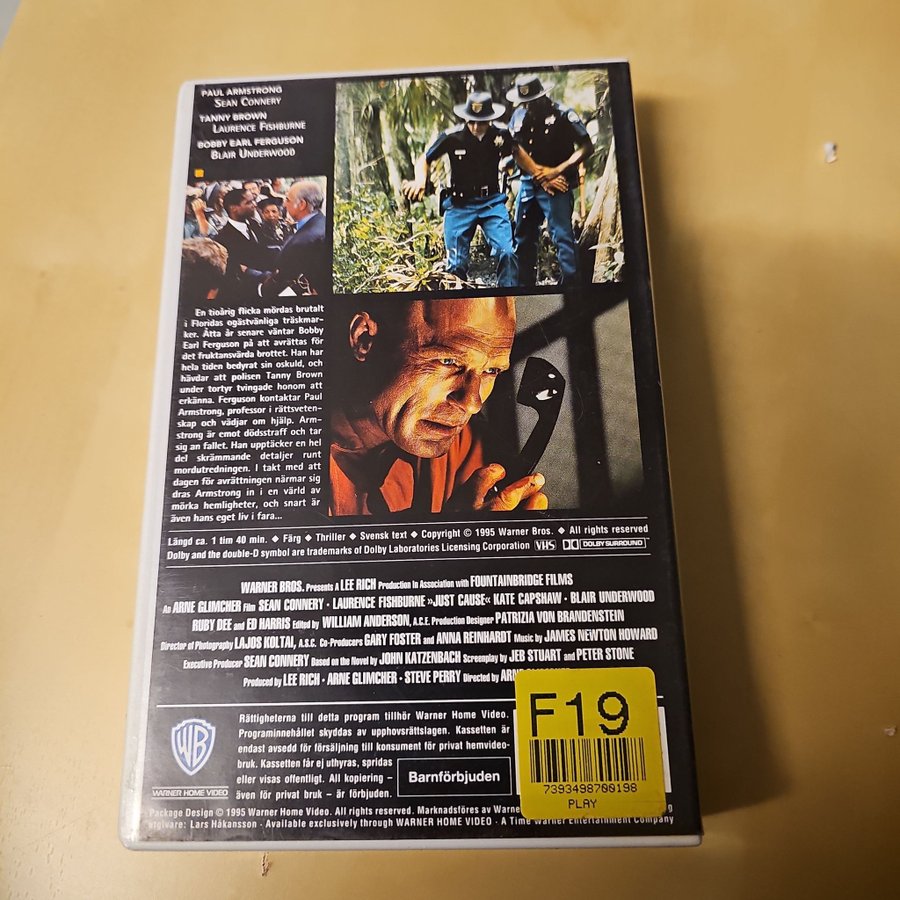 PAUL ARMSTRONG
SEAN CONNERY
TANNY BROWN
LAURENCE FISHBURNE
BOBBY EARL FERGUSON
BLAIR UNDERWOOD
En tioårig flicka mördas brutalt
i Floridas ogästvänliga träskmar-
ker. Åtta år senare väntar Bobby
Earl Ferguson på att avrättas för
det fruktansvärda brottet. Han har
hela tiden bedyrat sin oskuld, och
hävdar att polisen Tanny Brown
under tortyr tvingade honom att
erkänna. Ferguson kontaktar Paul
Armstrong, professor i rättsveten-
skap och vädjar om hjälp. Arm-
strong är emot dödsstraff och tar
sig an fallet. Han upptäcker en hel
del skrämmande detaljer runt
mordutredningen. I takt med att
dagen för avrättningen närmar sig
dras Armstrong in i en värld av
mörka hemligheter, och snart är
även hans eget liv i fara...
Längd ca. 1 tim 40 min. ◆ Färg ◆ Thriller ◆ Svensk text ◆ Copyright © 1995 Warner Bros. ◆ All rights reserved
Dolby and the double-D symbol are trademarks of Dolby Laboratories Licensing Corporation VHS DOLBY SURROUND
WARNER BROS. Presents A LEE RICH Production In Association with FOUNTAINBRIDGE FILMS
An ARNE GLIMCHER Film SEAN CONNERY · LAURENCE FISHBURNE »JUST CAUSE« KATE CAPSHAW · BLAIR UNDERWOOD
RUBY DEE and ED HARRIS Edited by WILLIAM ANDERSON, A.C.E. Production Designer PATRIZIA VON BRANDENSTEIN
Director of Photography LAJOS KOLTAI, A.S.C. Co-Producers GARY FOSTER and ANNA REINHARDT Music by JAMES NEWTON HOWARD
Executive Producer SEAN CONNERY Based on the Novel by JOHN KATZENBACH Screenplay by JEB STUART and PETER STONE
Produced by LEE RICH · ARNE GLIMCHER · STEVE PERRY Directed by
WB
WARNER HOME VIDEO
Rättigheterna till detta program tillhör Warner Home Video.
Programinnehållet skyddas av upphovsrättslagen. Kassetten är
endast avsedd för försäljning till konsument för privat hemvideo-
bruk. Kassetten får ej uthyras, spridas
eller visas offentligt. All kopiering –
även för privat bruk – är förbjuden.
Barnförbjuden
F19
7393498700198
PLAY
Package Design © 1995 Warner Home Video. All rights reserved. Marknadsföres av
utgivare: Lars Håkansson · Available exclusively through WARNER HOME VIDEO · A Time Warner Entertainment Company